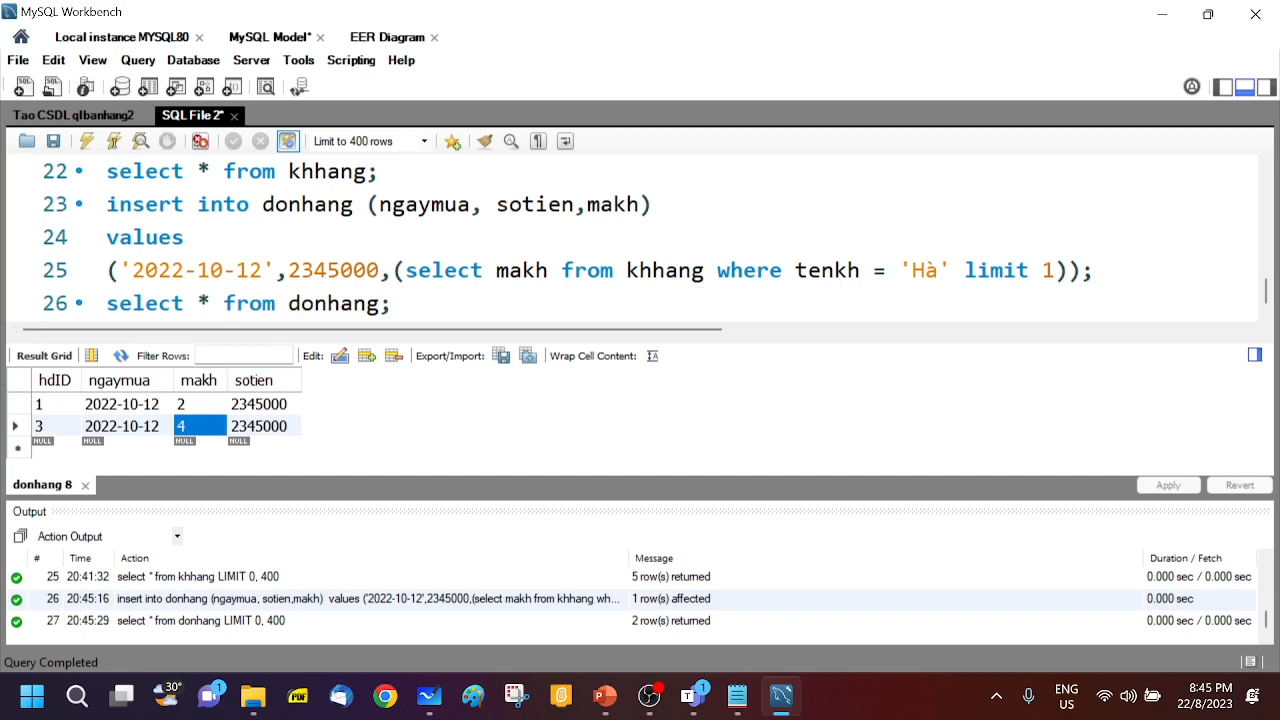 MySQL Workbench
Local instance MYSQL80 MySQL Model* EER Diagram
File Edit View Query Database Server Tools Scripting Help
Tao CSDL qlbanhang2 SQL File 2*
Limit to 400 rows
22 select * from khhang;
23 insert into donhang (ngaymua, sotien,makh)
24 values
25 ('2022-10-12',2345000,(select makh from khhang where tenkh = 'Hà' limit 1));
26 select * from donhang;
Result Grid Filter Rows: Edit: Export/Import: Wrap Cell Content:
hdID ngaymua makh sotien
1 2022-10-12 2 2345000
3 2022-10-12 4 2345000
NULL NULL NULL NULL
donhang 8 Apply Revert
Output
Action Output
# Time Action Message Duration / Fetch
25 20:41:32 select * from khhang LIMIT 0, 400 5 row(s) returned 0.000 sec / 0.000 sec
26 20:45:16 insert into donhang (ngaymua, sotien,makh) values ('2022-10-12',2345000,(select makh from khhang wh... 1 row(s) affected 0.000 sec
27 20:45:29 select * from donhang LIMIT 0, 400 2 row(s) returned 0.000 sec / 0.000 sec
Query Completed
30° 1 PDF 1 ENG 8:45 PM
US 22/8/2023